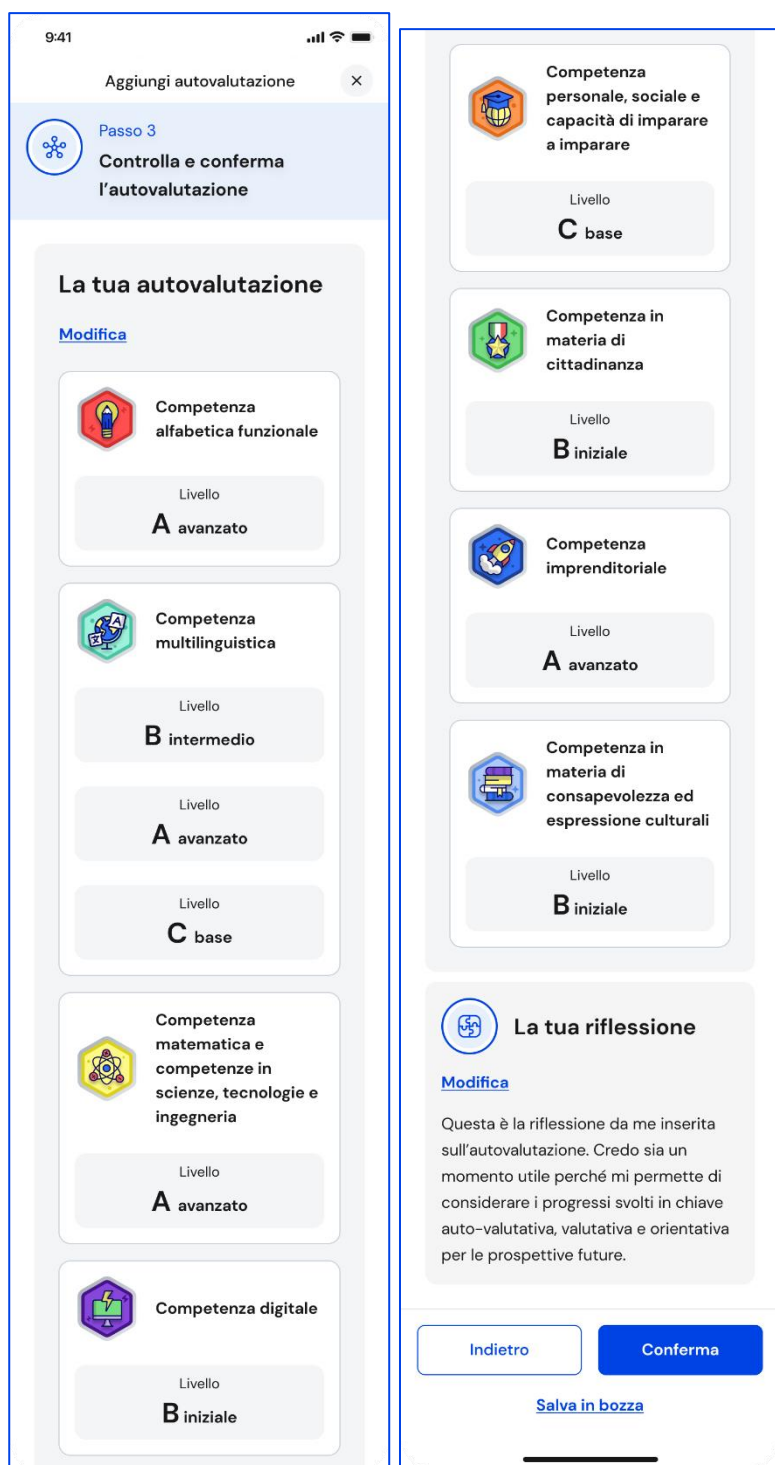 9:41
Aggiungi autovalutazione
Passo 3
Controlla e conferma
l’autovalutazione
La tua autovalutazione
Modifica
Competenza
alfabetica funzionale
Livello
A avanzato
Competenza
multilinguistica
Livello
B intermedio
Livello
A avanzato
Livello
C base
Competenza
matematica e
competenze in
scienze, tecnologie e
ingegneria
Livello
A avanzato
Competenza digitale
Livello
B iniziale
Competenza
personale, sociale e
capacità di imparare
a imparare
Livello
C base
Competenza in
materia di
cittadinanza
Livello
B iniziale
Competenza
imprenditoriale
Livello
A avanzato
Competenza in
materia di
consapevolezza ed
espressione culturali
Livello
B iniziale
La tua riflessione
Modifica
Questa è la riflessione da me inserita
sull’autovalutazione. Credo sia un
momento utile perché mi permette di
considerare i progressi svolti in chiave
auto-valutativa, valutativa e orientativa
per le prospettive future.
Indietro
Conferma
Salva in bozza